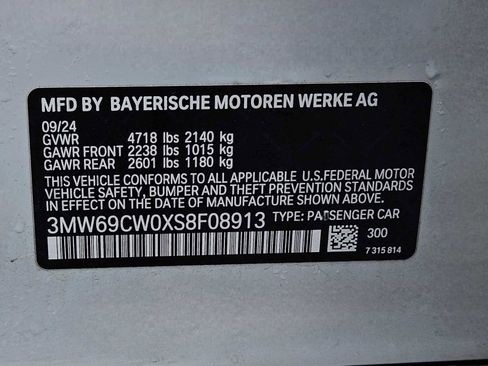 MFD BY BAYERISCHE MOTOREN WERKE AG
09/24
GVWR 4718 lbs 2140 kg
GAWR FRONT 2238 lbs 1015 kg
GAWR REAR 2601 lbs 1180 kg
THIS VEHICLE CONFORMS TO ALL APPLICABLE U.S.FEDERAL MOTOR
VEHICLE SAFETY, BUMPER AND THEFT PREVENTION STANDARDS
IN EFFECT ON THE DATE OF MANUFACTURE SHOWN ABOVE.
3MW69CW0XS8F08913 TYPE: PASSENGER CAR
300
7 315 814